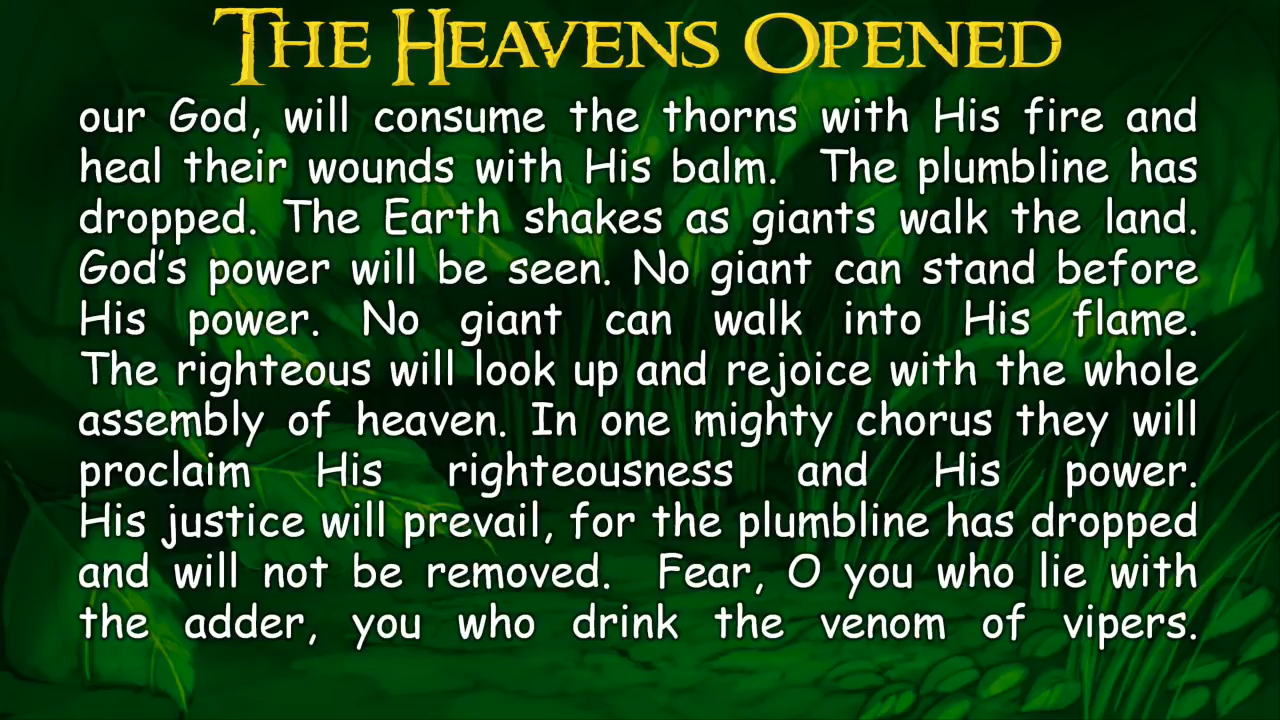 THE HEAVENS OPENED
our God, will consume the thorns with His fire and
heal their wounds with His balm.  The plumbline has
dropped. The Earth shakes as giants walk the land.
God's power will be seen. No giant can stand before
His power. No giant can walk into His flame.
The righteous will look up and rejoice with the whole
assembly of heaven. In one mighty chorus they will
proclaim His righteousness and His power.
His justice will prevail, for the plumbline has dropped
and will not be removed.  Fear, O you who lie with
the adder, you who drink the venom of vipers.